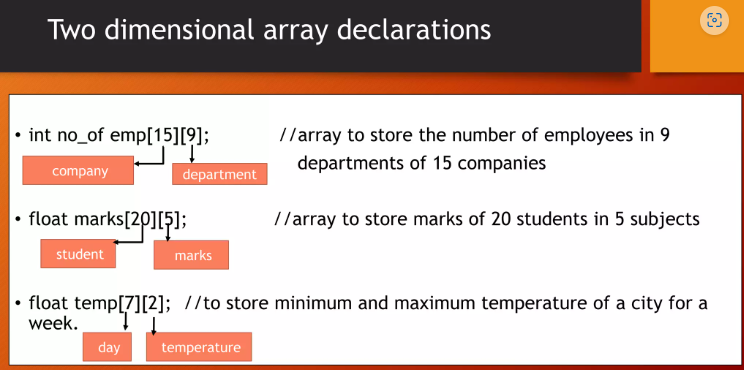 Two dimensional array declarations
• int no_of emp[15][9]; //array to store the number of employees in 9
departments of 15 companies
company department
• float marks[20][5]; //array to store marks of 20 students in 5 subjects
student marks
• float temp[7][2]; //to store minimum and maximum temperature of a city for a
week.
day temperature